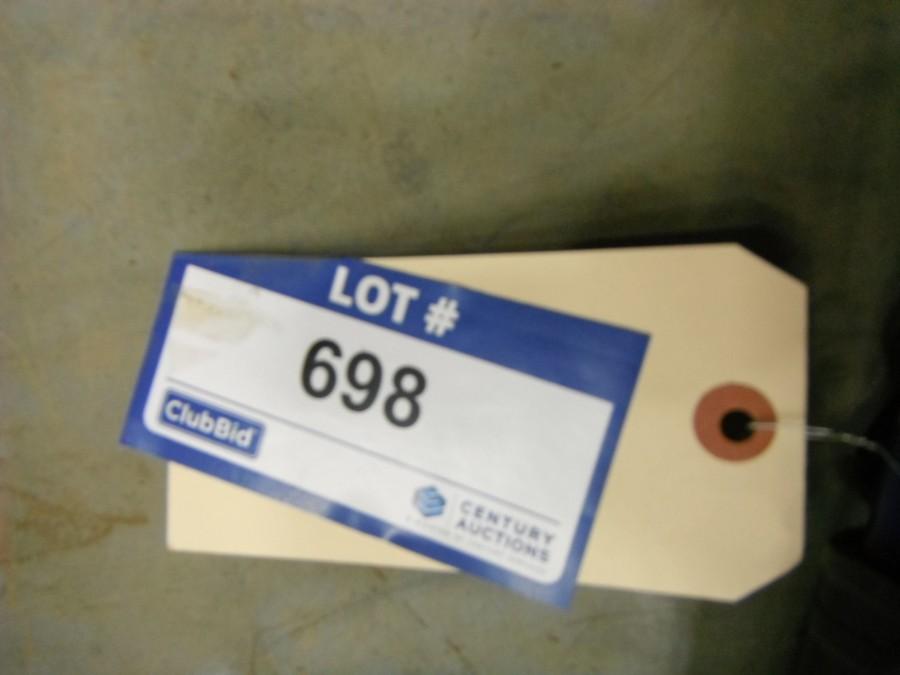 LOT #
698
ClubBid
CENTURY
AUCTIONS